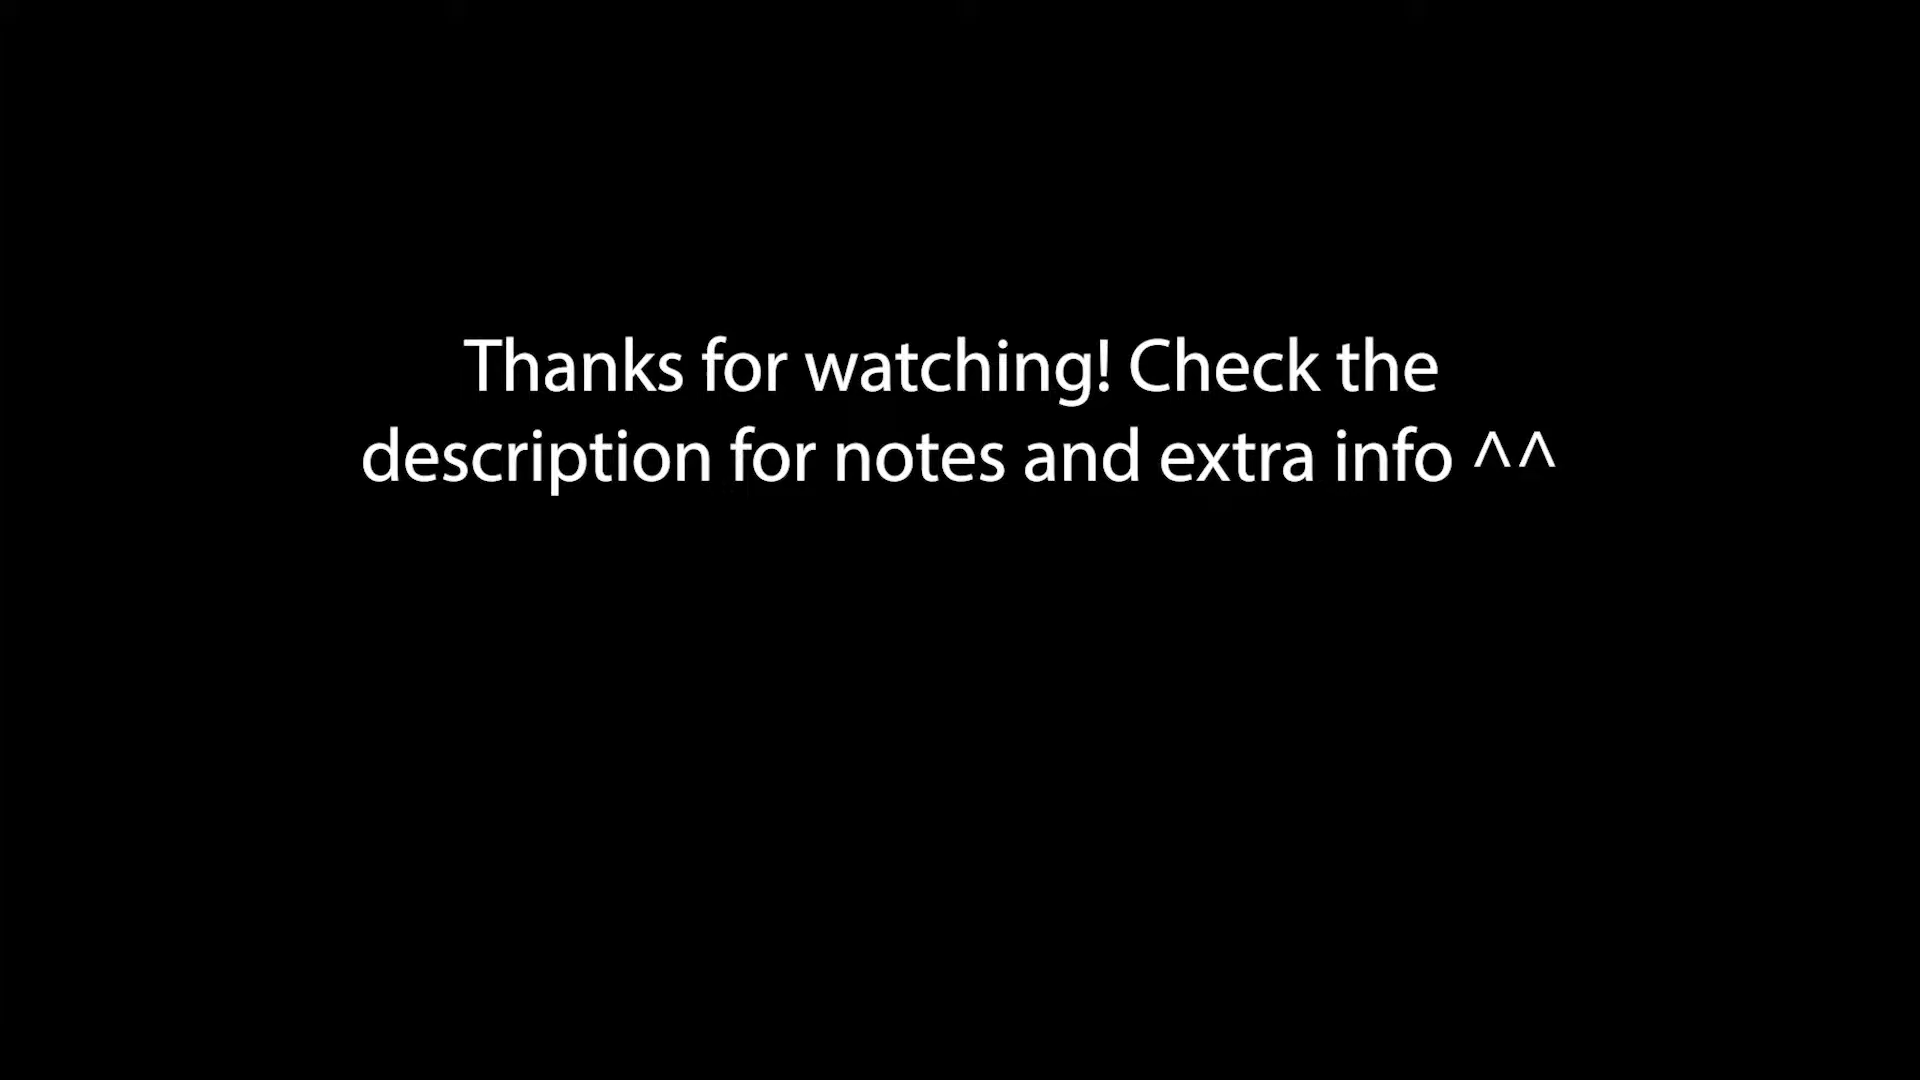 Thanks for watching! Check the
description for notes and extra info ^^